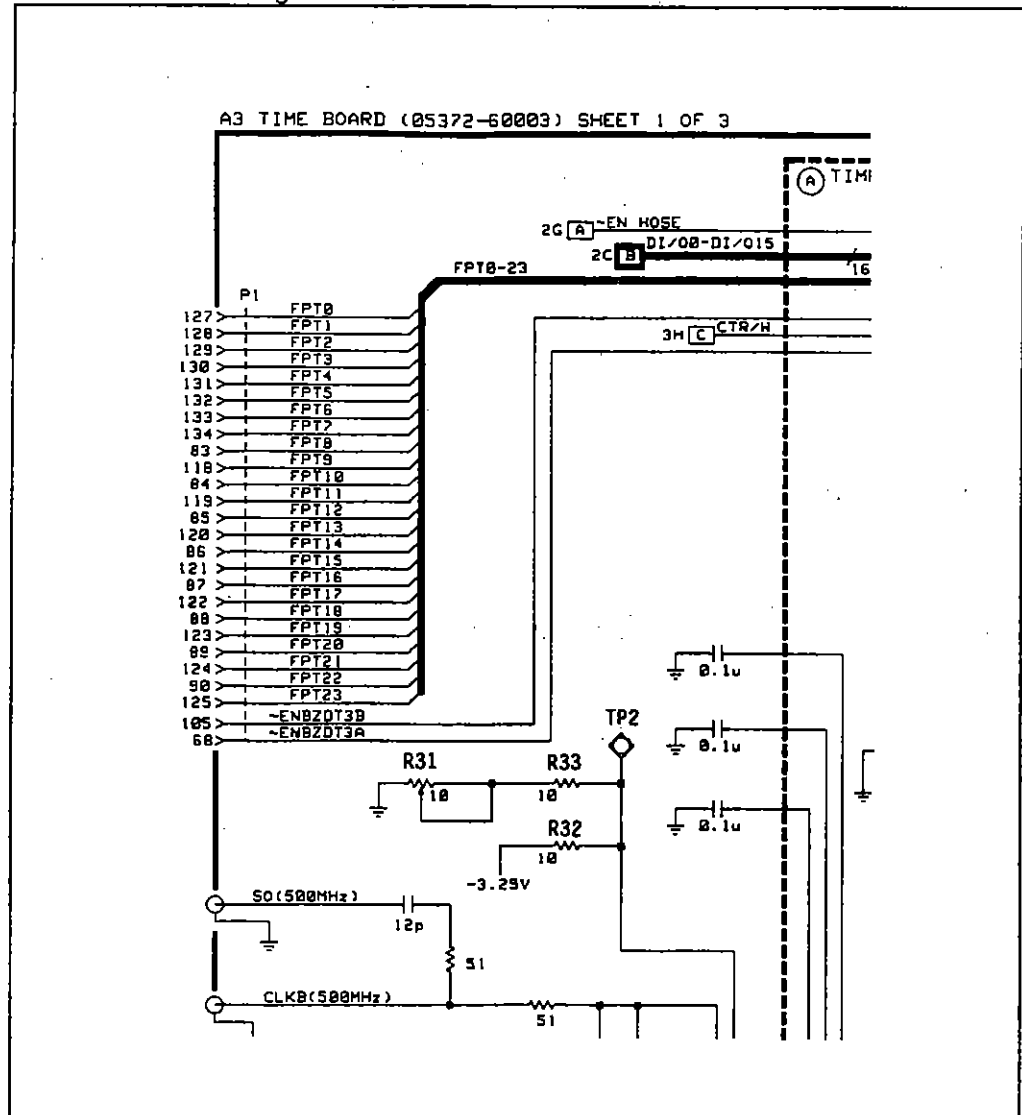 A3 TIME BOARD (05372-60003) SHEET 1 OF 3
A TIM
2G A ~EN HOSE
2C B DI/O0-DI/O15
16
FPT0-23
P1
3H C CTR/W
127 FPT0
128 FPT1
129 FPT2
130 FPT3
131 FPT4
132 FPT5
133 FPT6
134 FPT7
83 FPT8
118 FPT9
84 FPT10
119 FPT11
85 FPT12
120 FPT13
86 FPT14
121 FPT15
87 FPT16
122 FPT17
88 FPT18
123 FPT19
89 FPT20
124 FPT21
90 FPT22
125 FPT23
105 ~ENBZDT3B
68 ~ENBZDT3A
0.1u
TP2
0.1u
R31
10
R33
10
0.1u
R32
10
-3.25V
SO(500MHz)
12p
51
CLKB(500MHz)
51